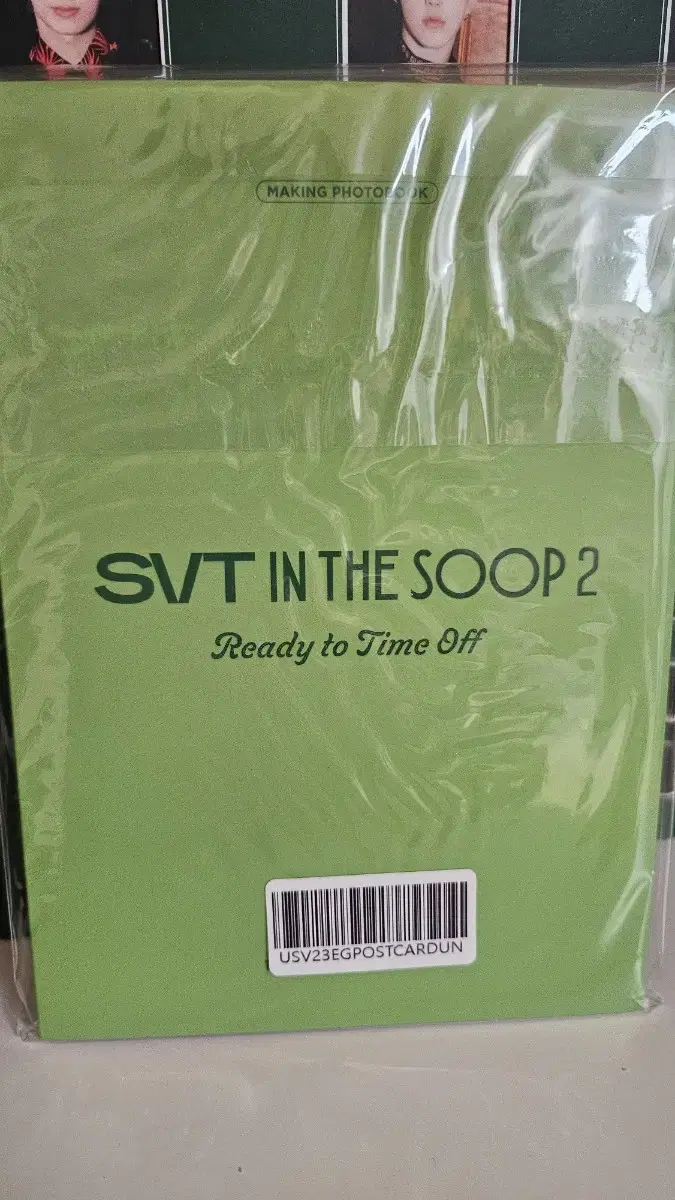 MAKING PHOTOBOOK
SVT IN THE SOOP 2
Ready to Time Off
USV23EGPOSTCARDUN